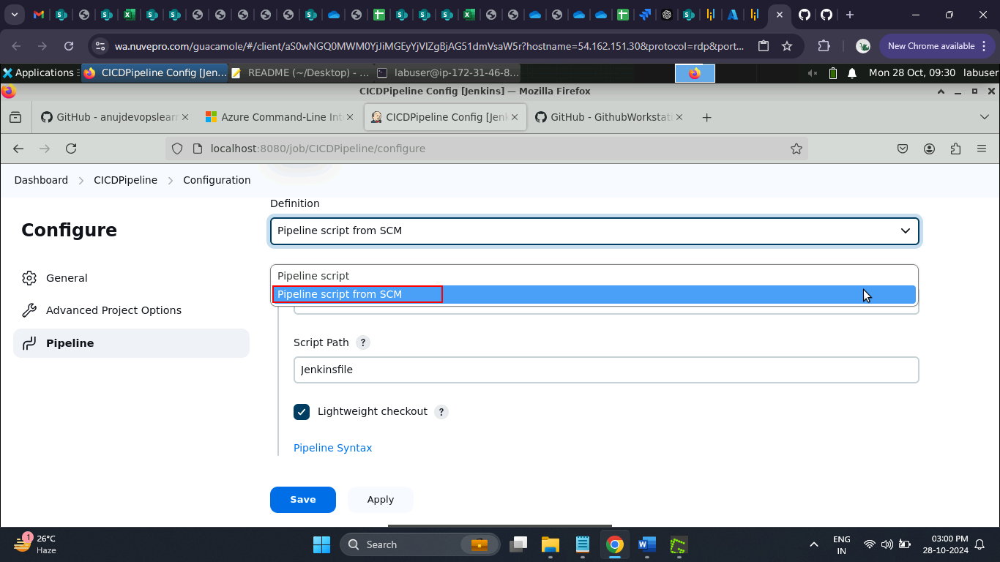 wa.nuvepro.com/guacamole/#/client/aS0wNGQ0MWM0YjJiMGEyYjVlZgBjAG51dmVsaW5r?hostname=54.162.151.30&protocol=rdp&port...
New Chrome available
Applications
CICDPipeline Config [Jen...
README (~/Desktop) - ...
labuser@ip-172-31-46-8...
Mon 28 Oct, 09:30
labuser
CICDPipeline Config [Jenkins] — Mozilla Firefox
GitHub - anujdevopslearn
Azure Command-Line Int
CICDPipeline Config [Jenk
GitHub - GithubWorkstati
localhost:8080/job/CICDPipeline/configure
Dashboard
CICDPipeline
Configuration
Configure
General
Advanced Project Options
Pipeline
Definition
Pipeline script from SCM
Pipeline script
Pipeline script from SCM
Script Path
?
Jenkinsfile
Lightweight checkout
?
Pipeline Syntax
Save
Apply
1
26°C
Haze
Search
ENG
IN
03:00 PM
28-10-2024